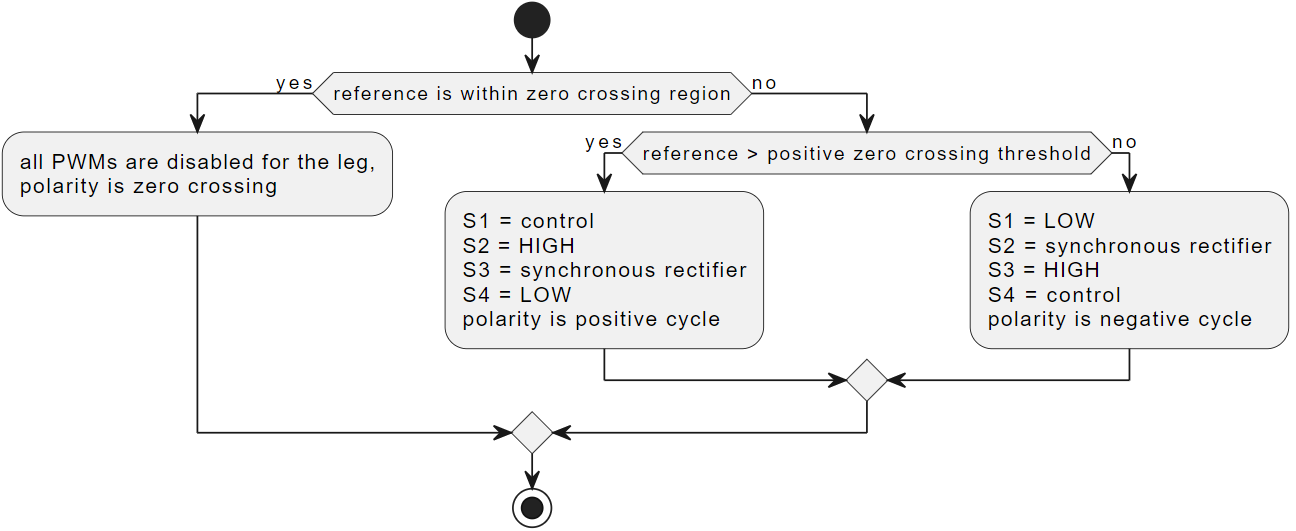 yes
reference is within zero crossing region
no
all PWMs are disabled for the leg,
polarity is zero crossing
yes
reference > positive zero crossing threshold
no
S1 = control
S2 = HIGH
S3 = synchronous rectifier
S4 = LOW
polarity is positive cycle
S1 = LOW
S2 = synchronous rectifier
S3 = HIGH
S4 = control
polarity is negative cycle